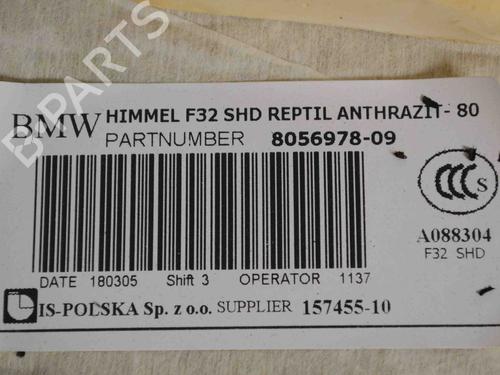 BPARTS
BMW HIMMEL F32 SHD REPTIL ANTHRAZIT- 80
PARTNUMBER 8056978-09
CCC
A088304
F32 SHD
DATE 180305 Shift 3 OPERATOR 1137
IS-POLSKA Sp. z o.o. SUPPLIER 157455-10